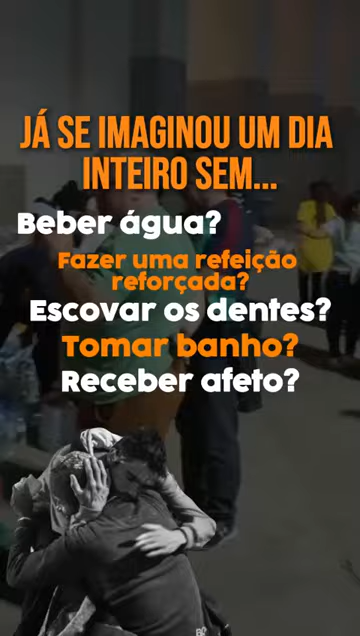 JÁ SE IMAGINOU UM DIA
INTEIRO SEM...
Beber água?
Fazer uma refeição
reforçada?
Escovar os dentes?
Tomar banho?
Receber afeto?